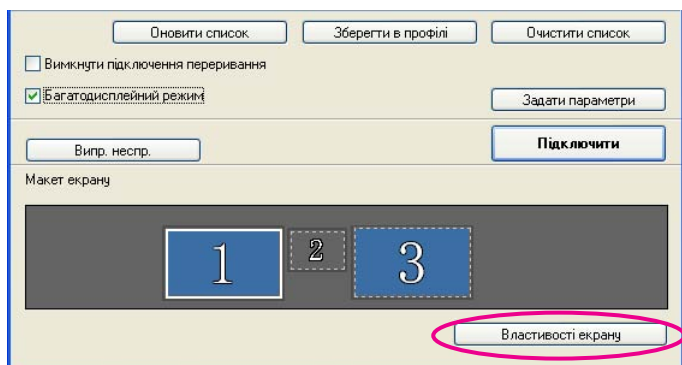 Оновити список Зберегти в профілі Очистити список
Вимкнути підключення переривання
Багатодисплейний режим Задати параметри
Випр. неспр. Підключити
Макет екрану
1 2 3
Властивості екрану